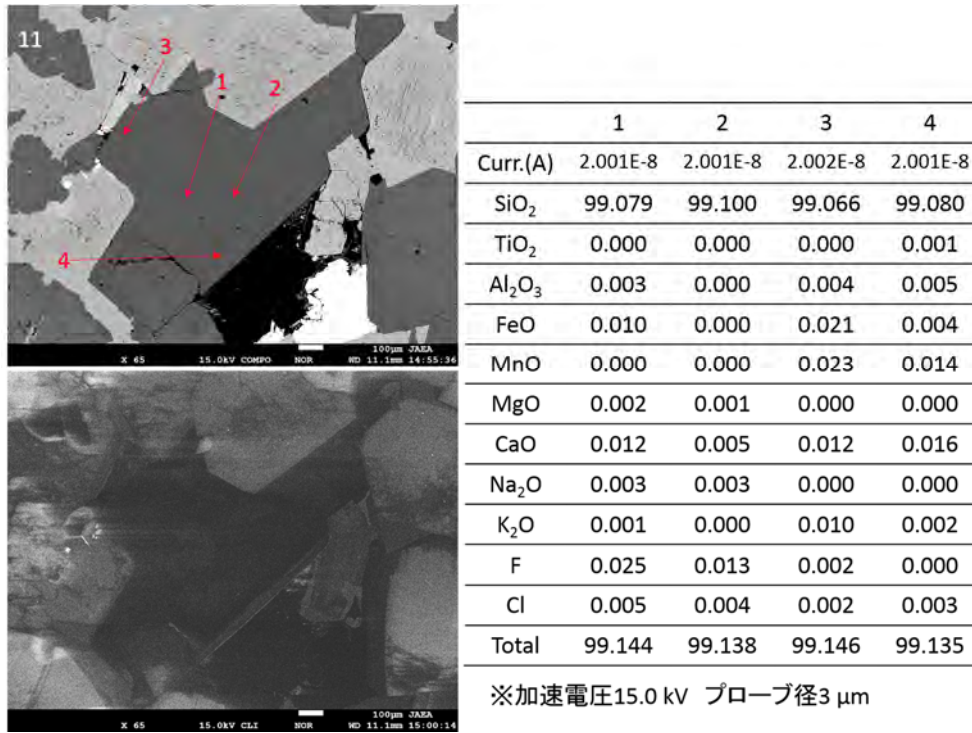 11
3
1
2
4
100μm JAEA
X 65 15.0kV COMPO NOR WD 11.1mm 14:55:36
100μm JAEA
X 65 15.0kV CLI NOR WD 11.1mm 15:00:14
1 2 3 4
Curr.(A) 2.001E-8 2.001E-8 2.002E-8 2.001E-8
SiO₂ 99.079 99.100 99.066 99.080
TiO₂ 0.000 0.000 0.000 0.001
Al₂O₃ 0.003 0.000 0.004 0.005
FeO 0.010 0.000 0.021 0.004
MnO 0.000 0.000 0.023 0.014
MgO 0.002 0.001 0.000 0.000
CaO 0.012 0.005 0.012 0.016
Na₂O 0.003 0.003 0.000 0.000
K₂O 0.001 0.000 0.010 0.002
F 0.025 0.013 0.002 0.000
Cl 0.005 0.004 0.002 0.003
Total 99.144 99.138 99.146 99.135
※加速電圧15.0 kV プローブ径3 μm